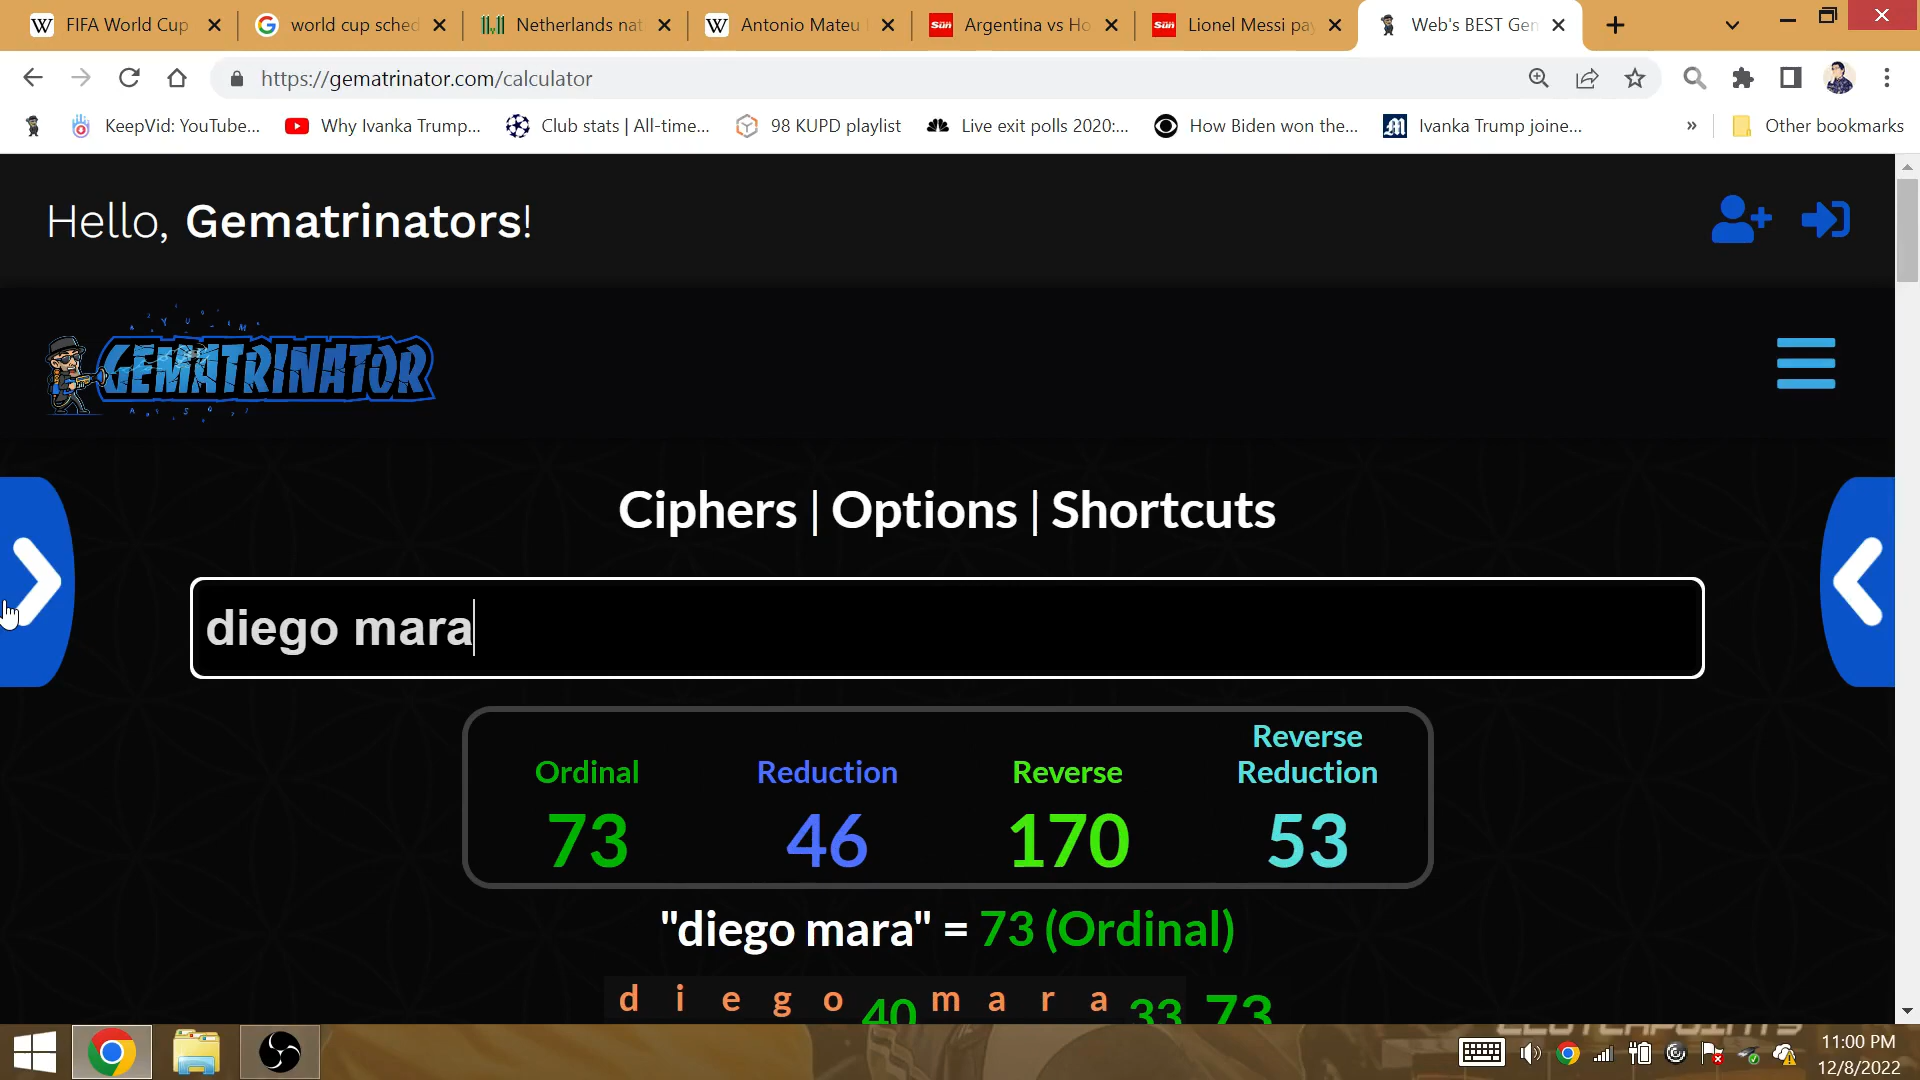 FIFA World Cup
world cup sched
Netherlands nat
Antonio Mateu
Argentina vs Ho
Lionel Messi pay
Web's BEST Gem
https://gematrinator.com/calculator
KeepVid: YouTube...
Why Ivanka Trump...
Club stats | All-time...
98 KUPD playlist
Live exit polls 2020:...
How Biden won the...
Ivanka Trump joine...
»
Other bookmarks
Hello, Gematrinators!
GEMATRINATOR
Ciphers | Options | Shortcuts
diego mara
Ordinal
73
Reduction
46
Reverse
170
Reverse
Reduction
53
"diego mara" = 73 (Ordinal)
d i e g o 40 m a r a 33 73
11:00 PM
12/8/2022